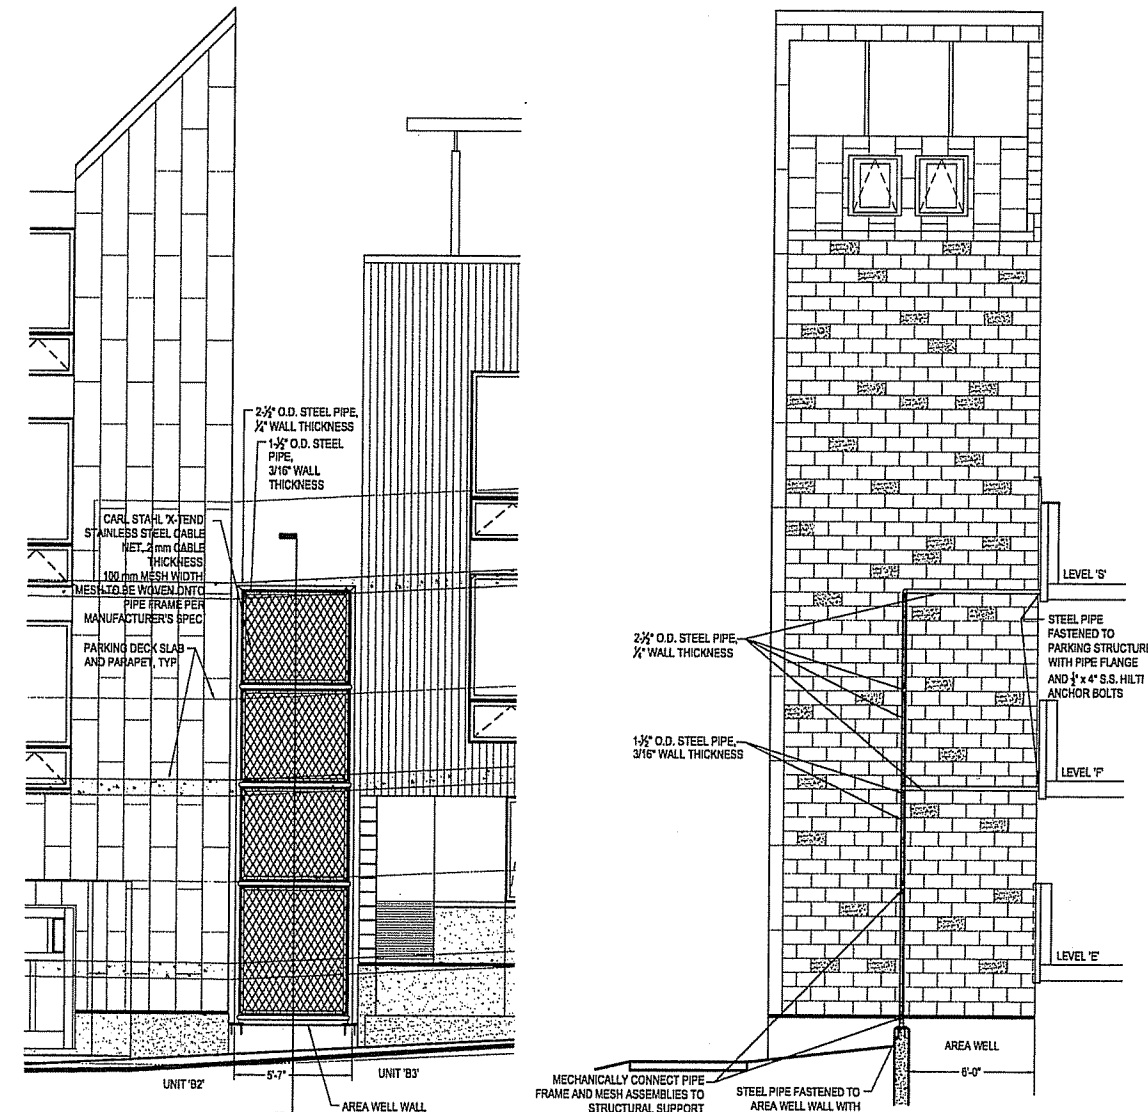 2-½" O.D. STEEL PIPE,
¼" WALL THICKNESS
1-½" O.D. STEEL
PIPE,
3/16" WALL
THICKNESS
CARL STAHL 'X-TEND
STAINLESS STEEL CABLE
NET, 2 mm CABLE
THICKNESS
100 mm MESH WIDTH
MESH TO BE WOVEN ONTO
PIPE FRAME PER
MANUFACTURER'S SPEC
PARKING DECK SLAB
AND PARAPET, TYP.
UNIT 'B2'
5'-7"
UNIT 'B3'
AREA WELL WALL
2-½" O.D. STEEL PIPE,
¼" WALL THICKNESS
1-½" O.D. STEEL PIPE,
3/16" WALL THICKNESS
LEVEL 'S'
STEEL PIPE
FASTENED TO
PARKING STRUCTURE
WITH PIPE FLANGE
AND ½" x 4" S.S. HILTI
ANCHOR BOLTS
LEVEL 'F'
LEVEL 'E'
AREA WELL
6'-0"
MECHANICALLY CONNECT PIPE
FRAME AND MESH ASSEMBLIES TO
STRUCTURAL SUPPORT
STEEL PIPE FASTENED TO
AREA WELL WALL WITH